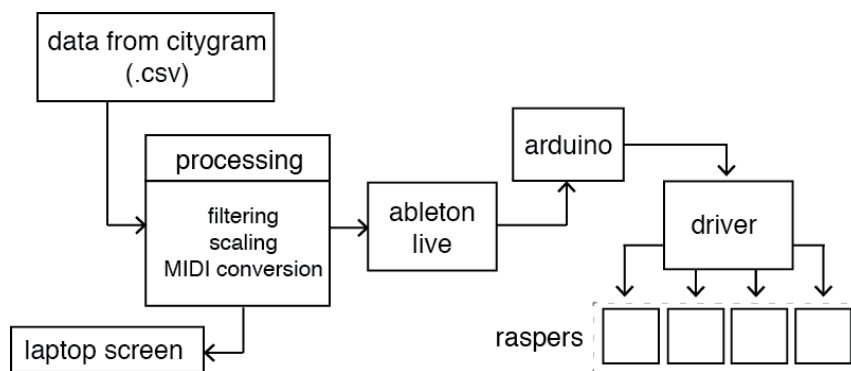 data from citygram
(.csv)
processing
filtering
scaling
MIDI conversion
laptop screen
ableton
live
arduino
driver
raspers